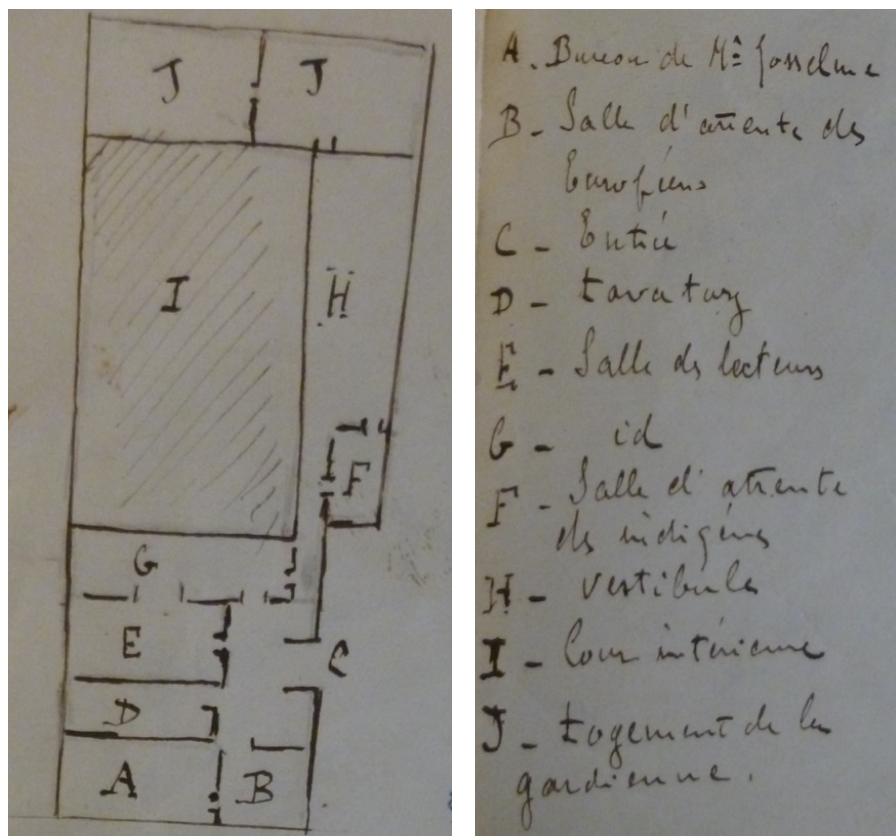 J J
I H
F
G
E C
D
A B
A. Bureau de Mᵉ Josselme
B - Salle d'attente des
Européens
C - Entrée
D - Lavatory
E - Salle des lecteurs
G - id
F - Salle d'attente
des indigènes
H - Vestibule
I - Cour intérieure
J - Logement de la
gardienne.